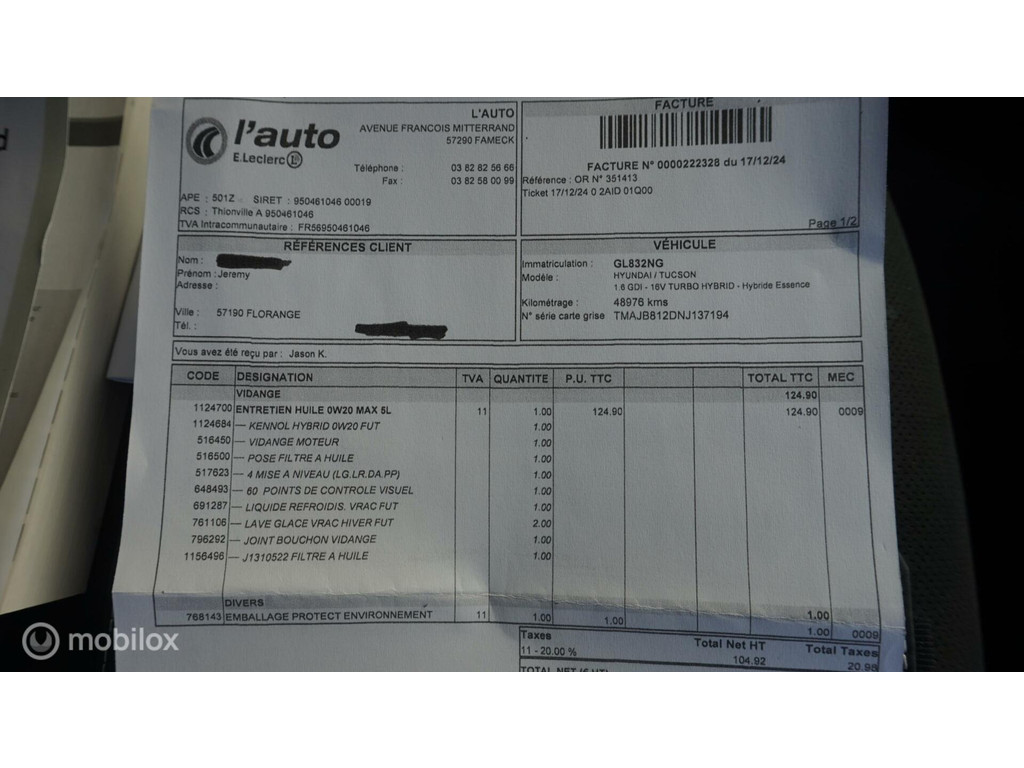 d
l'auto
E.Leclerc
L'AUTO
AVENUE FRANCOIS MITTERRAND
57290 FAMECK
Téléphone : 03 82 82 56 66
Fax : 03 82 58 00 99
APE : 501Z SIRET : 950461046 00019
RCS : Thionville A 950461046
TVA Intracommunautaire : FR56950461046
FACTURE
FACTURE N° 0000222328 du 17/12/24
Référence : OR N° 351413
Ticket 17/12/24 0 2AID 01Q00
Page 1/2
RÉFÉRENCES CLIENT
Nom :
Prénom : Jeremy
Adresse :
Ville : 57190 FLORANGE
Tél. :
VÉHICULE
Immatriculation : GL832NG
Modèle : HYUNDAI / TUCSON
1.6 GDI - 16V TURBO HYBRID - Hybride Essence
Kilométrage : 48976 kms
N° série carte grise TMAJB812DNJ137194
Vous avez été reçu par : Jason K.
CODE DESIGNATION TVA QUANTITE P.U. TTC TOTAL TTC MEC
VIDANGE 124.90
1124700 ENTRETIEN HUILE 0W20 MAX 5L 11 1.00 124.90 124.90 0009
1124684 — KENNOL HYBRID 0W20 FUT 1.00
516450 — VIDANGE MOTEUR 1.00
516500 — POSE FILTRE A HUILE 1.00
517623 — 4 MISE A NIVEAU (LG.LR.DA.PP) 1.00
648493 — 60 POINTS DE CONTROLE VISUEL 1.00
691287 — LIQUIDE REFROIDIS. VRAC FUT 1.00
761106 — LAVE GLACE VRAC HIVER FUT 2.00
796292 — JOINT BOUCHON VIDANGE 1.00
1156496 — J1310522 FILTRE A HUILE 1.00
DIVERS 1.00
768143 EMBALLAGE PROTECT ENVIRONNEMENT 11 1.00 1.00 1.00 0009
Taxes Total Net HT Total Taxes
11 - 20.00 % 104.92 20.98
TOTAL NET (€ HT)
mobilox